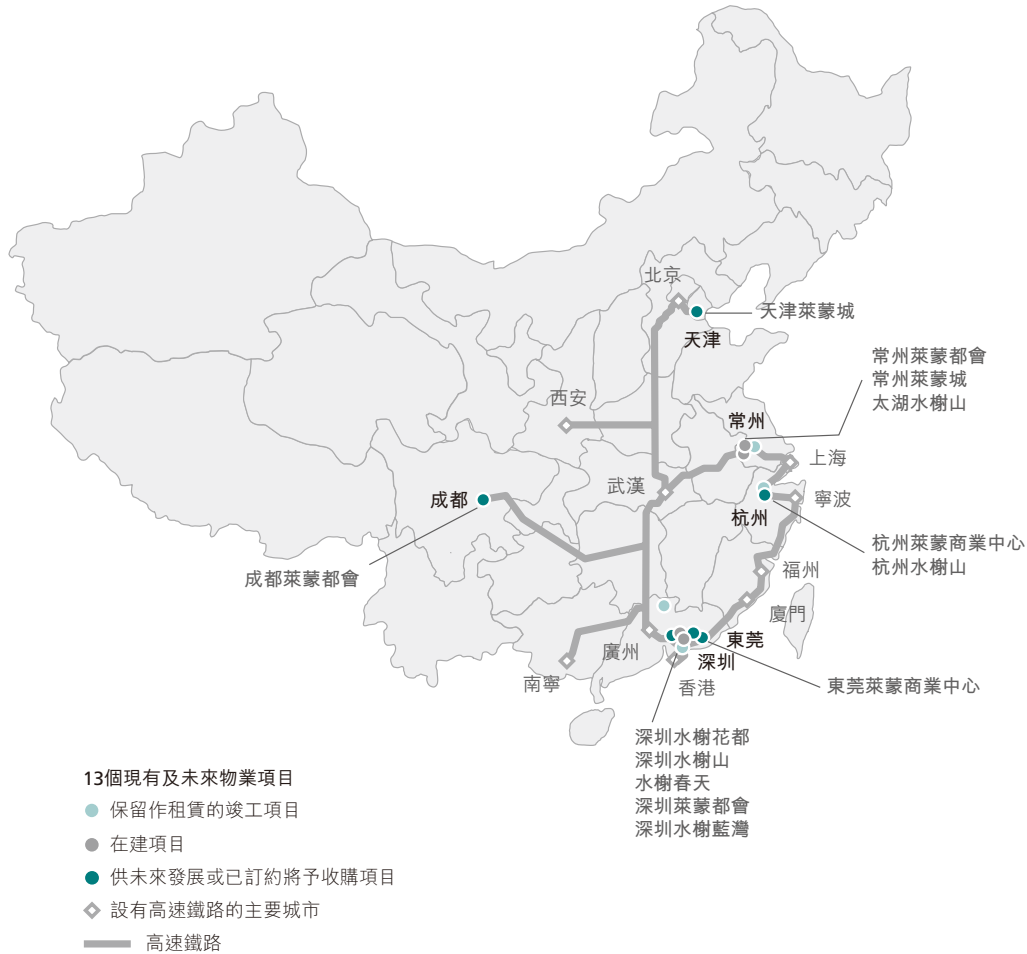 北京
天津萊蒙城
天津
常州萊蒙都會
常州萊蒙城
太湖水榭山
西安
常州
上海
武漢
成都
寧波
杭州
杭州萊蒙商業中心
杭州水榭山
成都萊蒙都會
福州
廈門
東莞
廣州
深圳
南寧
香港
東莞萊蒙商業中心
深圳水榭花都
深圳水榭山
水榭春天
深圳萊蒙都會
深圳水榭藍灣
13個現有及未來物業項目
保留作租賃的竣工項目
在建項目
供未來發展或已訂約將予收購項目
設有高速鐵路的主要城市
高速鐵路